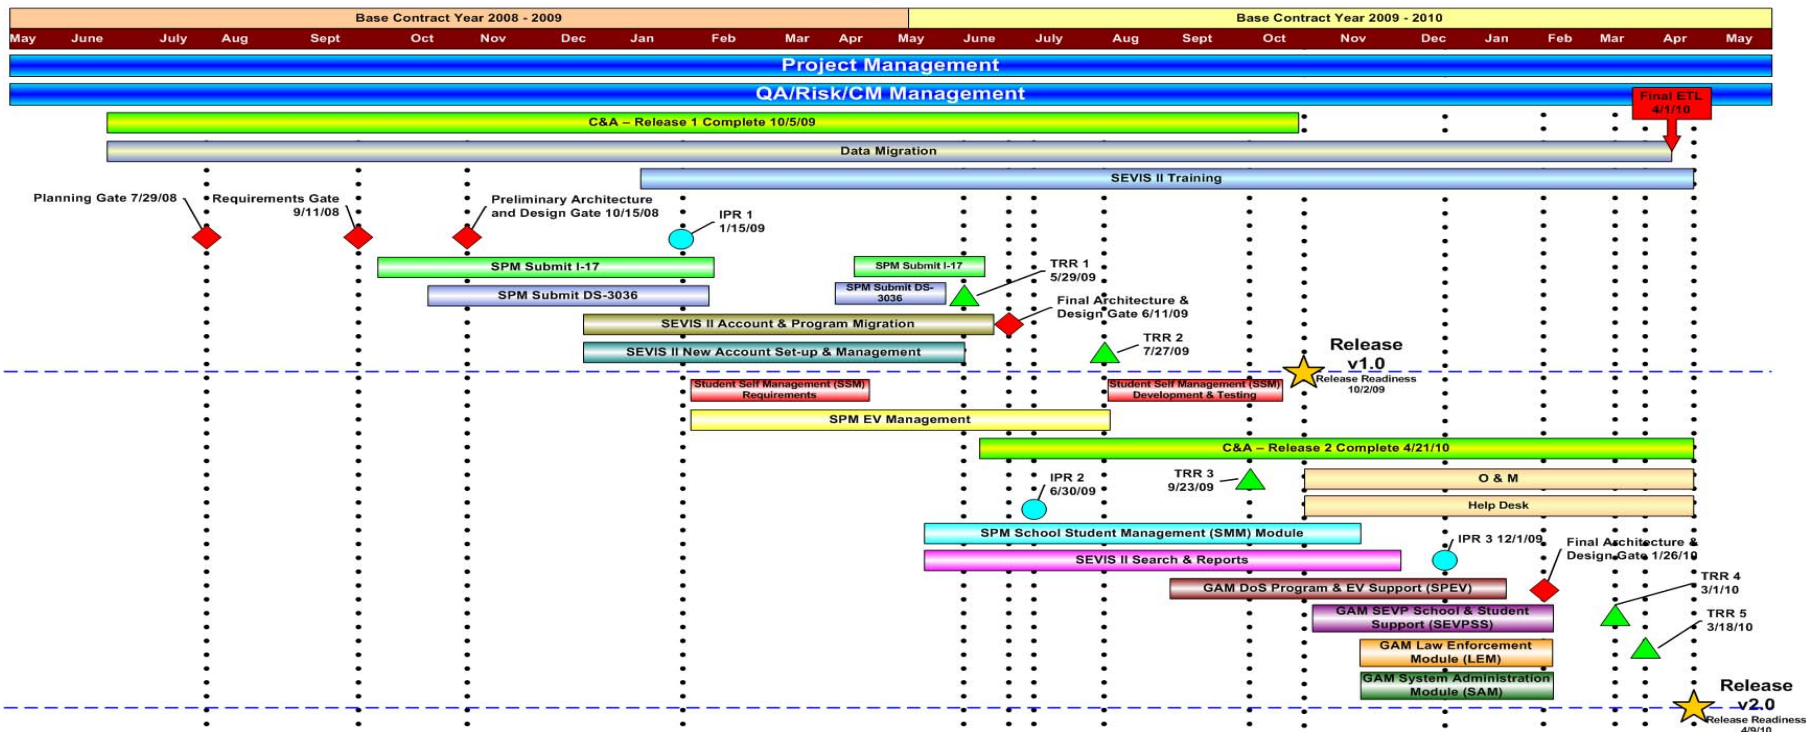 Base Contract Year 2008 - 2009
Base Contract Year 2009 - 2010
May June July Aug Sept Oct Nov Dec Jan Feb Mar Apr May June July Aug Sept Oct Nov Dec Jan Feb Mar Apr May
Project Management
QA/Risk/CM Management
Final ETL
4/1/10
C&A – Release 1 Complete 10/5/09
Data Migration
SEVIS II Training
Planning Gate 7/29/08
Requirements Gate
9/11/08
Preliminary Architecture
and Design Gate 10/15/08
IPR 1
1/15/09
SPM Submit I-17
SPM Submit I-17
TRR 1
5/29/09
SPM Submit DS-3036
SPM Submit DS-
3036
Final Architecture &
Design Gate 6/11/09
SEVIS II Account & Program Migration
TRR 2
7/27/09
SEVIS II New Account Set-up & Management
Release
v1.0
Release Readiness
10/2/09
Student Self Management (SSM)
Requirements
Student Self Management (SSM)
Development & Testing
SPM EV Management
C&A – Release 2 Complete 4/21/10
TRR 3
9/23/09
O & M
IPR 2
6/30/09
Help Desk
SPM School Student Management (SMM) Module
IPR 3 12/1/09
Final Architecture &
Design Gate 1/26/10
SEVIS II Search & Reports
GAM DoS Program & EV Support (SPEV)
TRR 4
3/1/10
GAM SEVP School & Student
Support (SEVPSS)
TRR 5
3/18/10
GAM Law Enforcement
Module (LEM)
GAM System Administration
Module (SAM)
Release
v2.0
Release Readiness
4/9/10